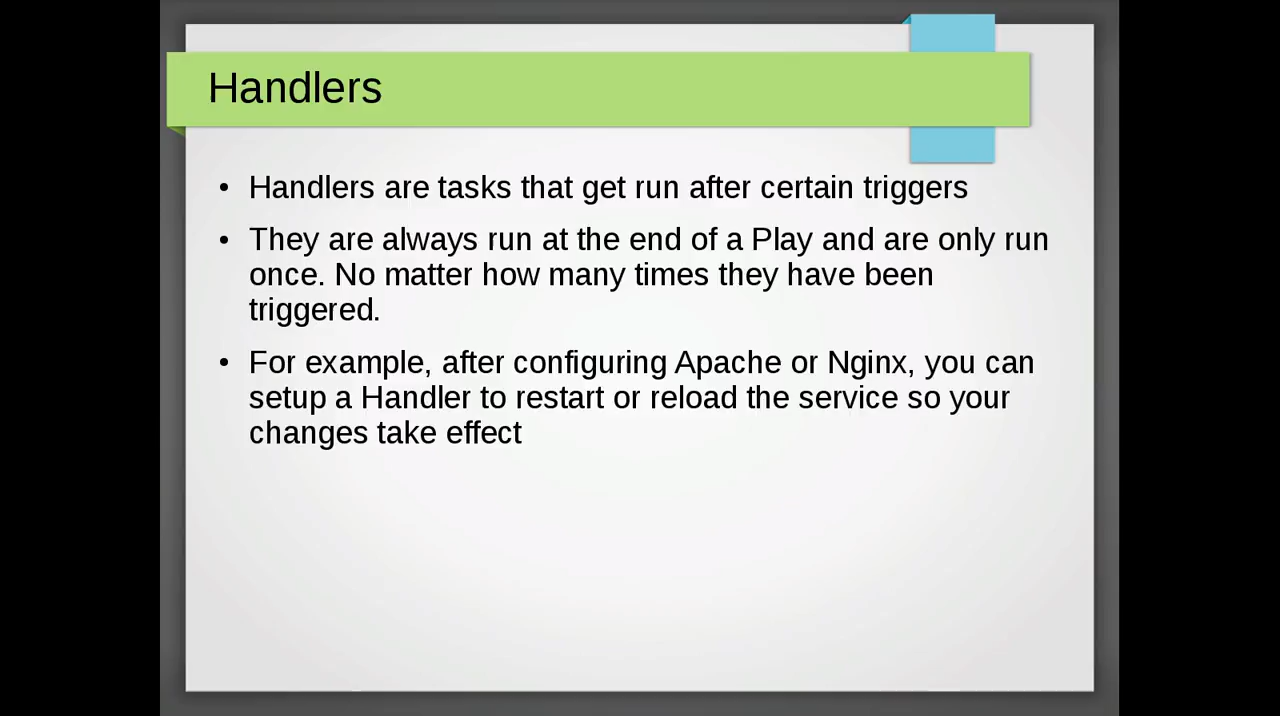 Handlers
• Handlers are tasks that get run after certain triggers
• They are always run at the end of a Play and are only run
once. No matter how many times they have been
triggered.
• For example, after configuring Apache or Nginx, you can
setup a Handler to restart or reload the service so your
changes take effect